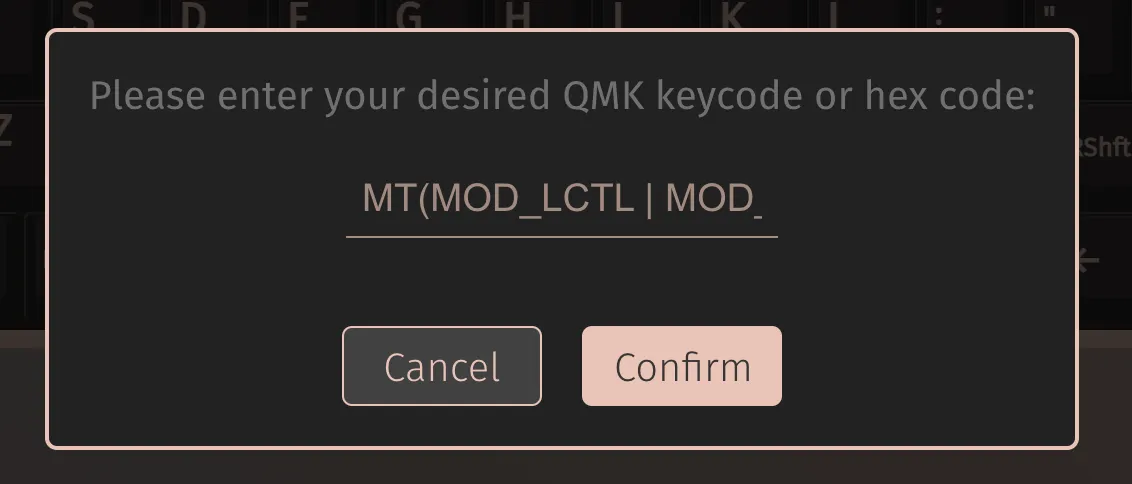 S D F G H J K L : "
Please enter your desired QMK keycode or hex code:
Z
RShft
MT(MOD_LCTL | MOD_
←
Cancel Confirm